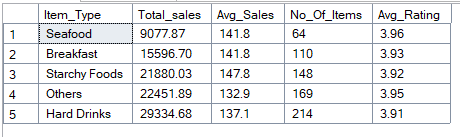 Item_Type Total_sales Avg_Sales No_Of_Items Avg_Rating
1 Seafood 9077.87 141.8 64 3.96
2 Breakfast 15596.70 141.8 110 3.93
3 Starchy Foods 21880.03 147.8 148 3.92
4 Others 22451.89 132.9 169 3.95
5 Hard Drinks 29334.68 137.1 214 3.91